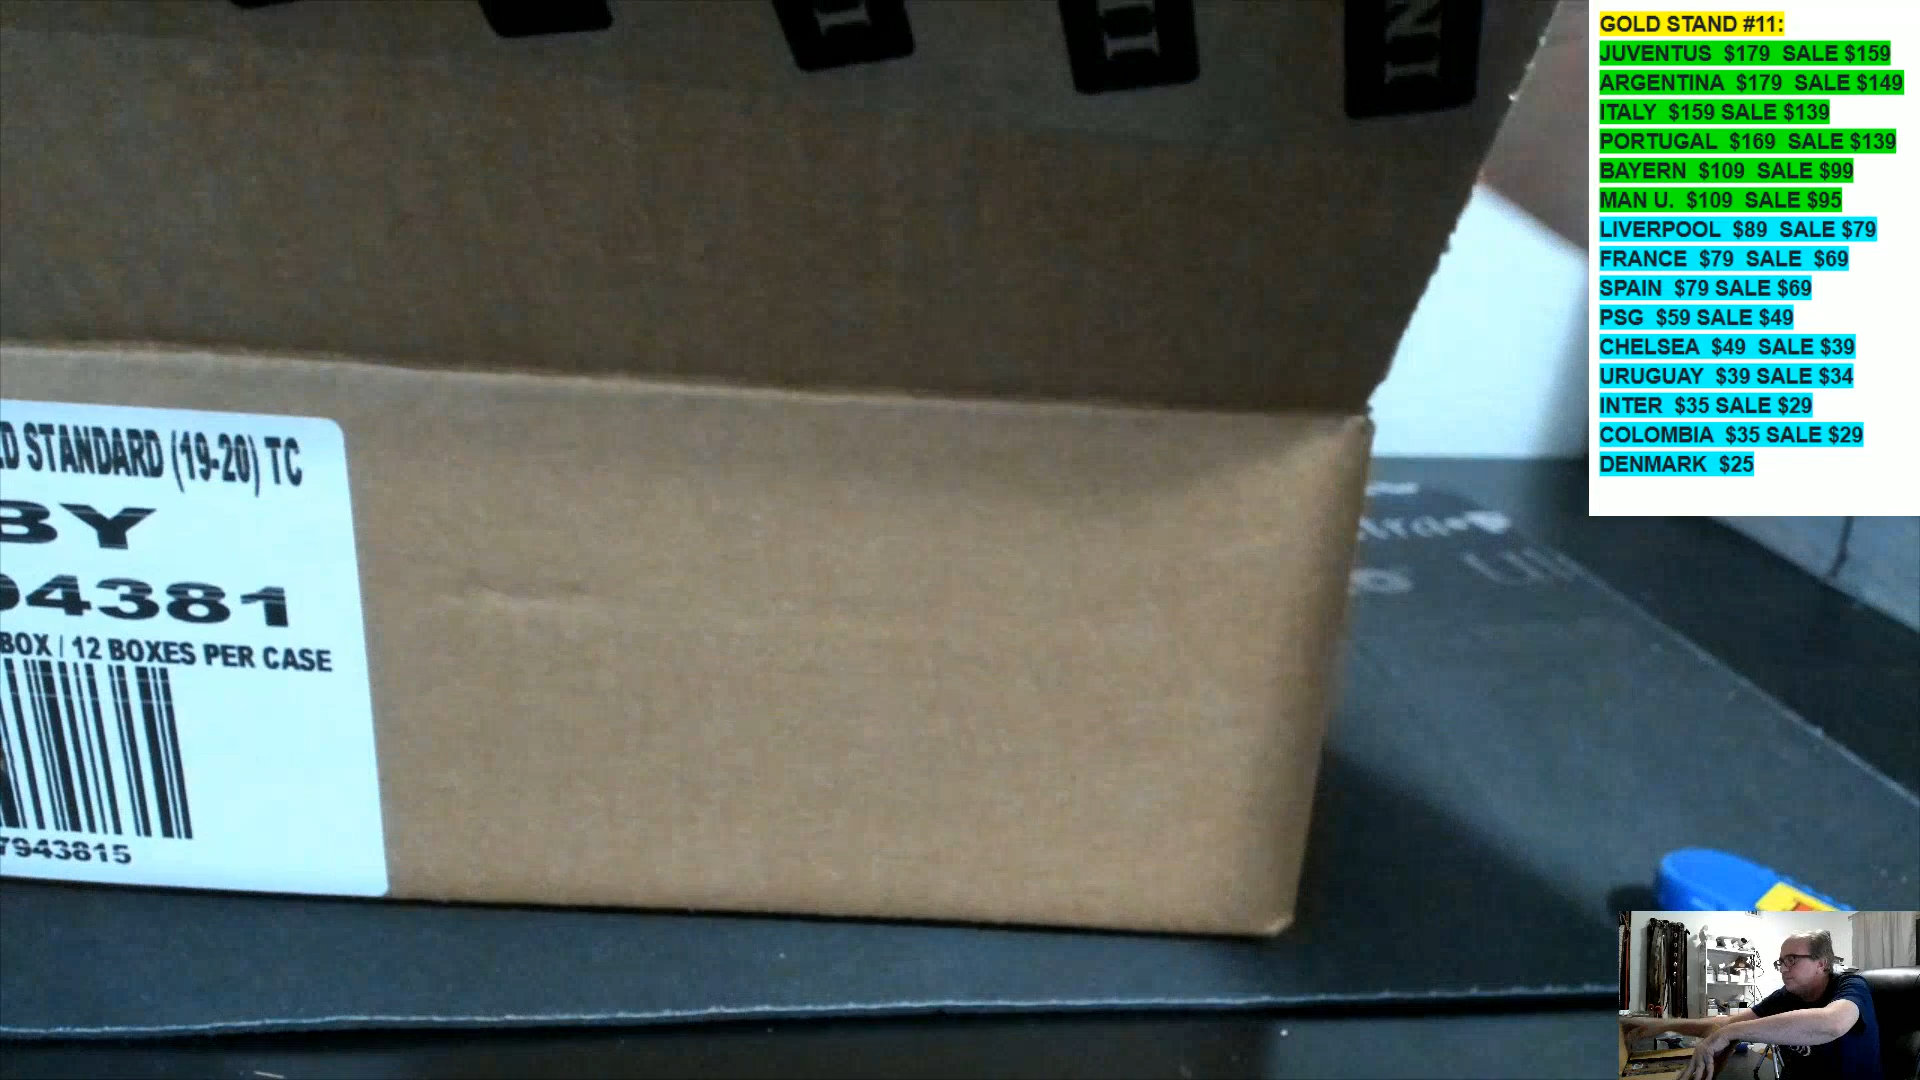 GOLD STAND #11:
JUVENTUS $179 SALE $159
ARGENTINA $179 SALE $149
ITALY $159 SALE $139
PORTUGAL $169 SALE $139
BAYERN $109 SALE $99
MAN U. $109 SALE $95
LIVERPOOL $89 SALE $79
FRANCE $79 SALE $69
SPAIN $79 SALE $69
PSG $59 SALE $49
CHELSEA $49 SALE $39
URUGUAY $39 SALE $34
INTER $35 SALE $29
COLOMBIA $35 SALE $29
DENMARK $25
STANDARD (19-20) TC
BY
94381
BOX / 12 BOXES PER CASE
7943815